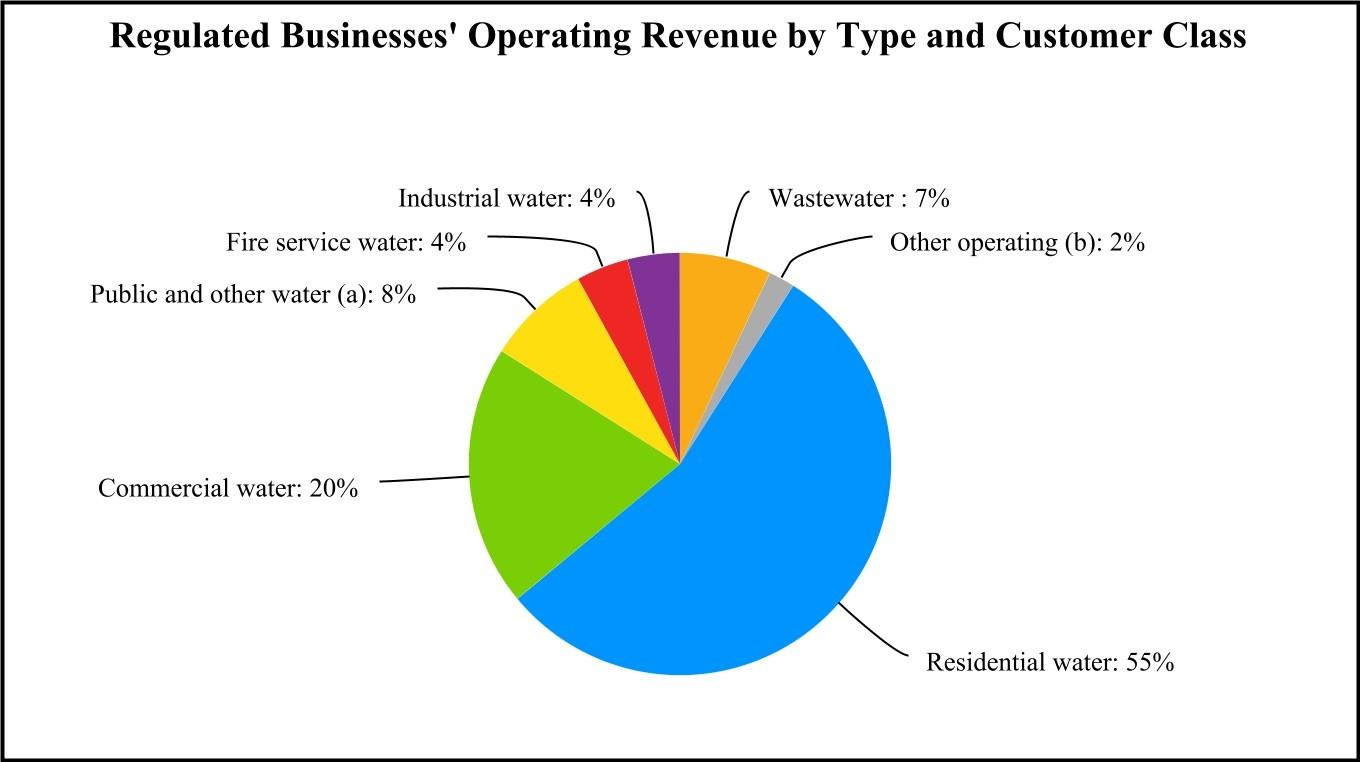 Regulated Businesses' Operating Revenue by Type and Customer Class
Industrial water: 4%
Wastewater : 7%
Fire service water: 4%
Other operating (b): 2%
Public and other water (a): 8%
Commercial water: 20%
Residential water: 55%